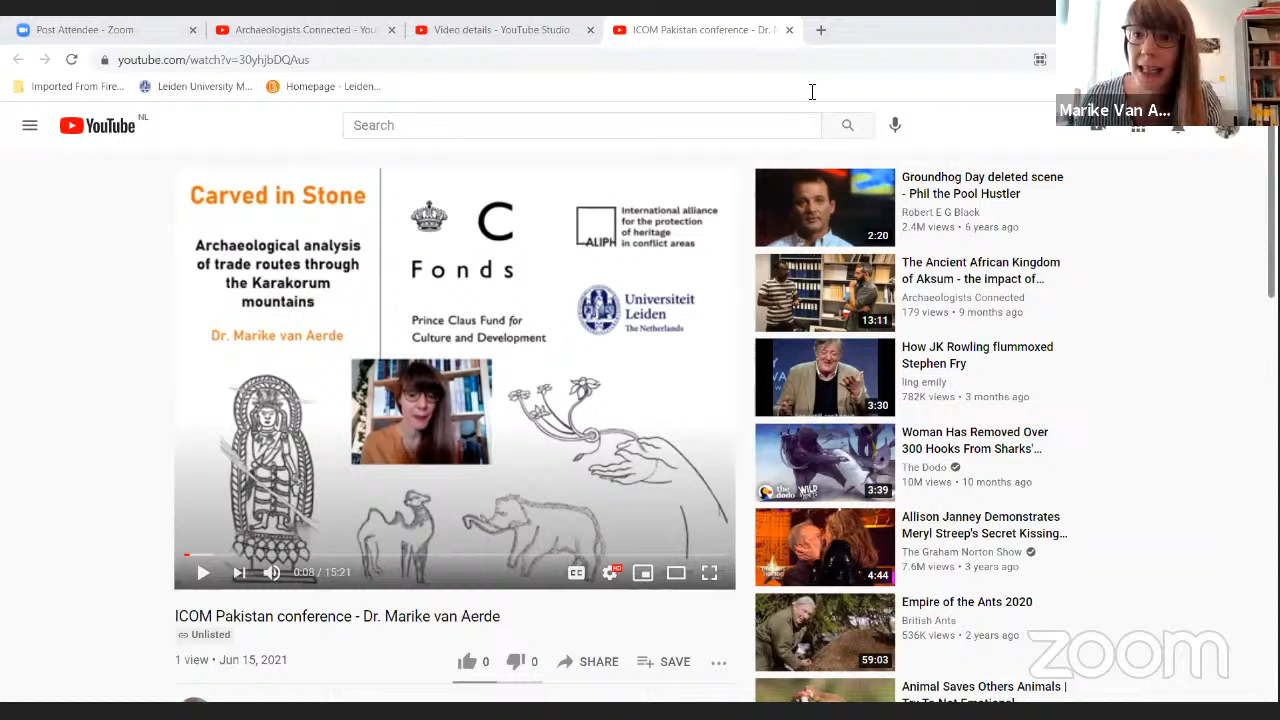 Post Attendee - Zoom
Archaeologists Connected - You
Video details - YouTube Studio
ICOM Pakistan conference - Dr. M
youtube.com/watch?v=30yhjbDQAus
Imported From Fire...
Leiden University M...
Homepage - Leiden...
Marike Van A...
YouTube NL
Search
Carved in Stone
Archaeological analysis
of trade routes through
the Karakorum
mountains
Dr. Marike van Aerde
C
Fonds
Prince Claus Fund for
Culture and Development
ALIPH
International alliance
for the protection
of heritage
in conflict areas
Universiteit
Leiden
The Netherlands
0:08 / 15:21
CC
HD
ICOM Pakistan conference - Dr. Marike van Aerde
Unlisted
1 view • Jun 15, 2021
0
0
SHARE
SAVE
2:20
Groundhog Day deleted scene
- Phil the Pool Hustler
Robert E G Black
2.4M views • 6 years ago
13:11
The Ancient African Kingdom
of Aksum - the impact of...
Archaeologists Connected
179 views • 9 months ago
3:30
How JK Rowling flummoxed
Stephen Fry
ling emily
782K views • 3 months ago
the dodo
WILD
3:39
Woman Has Removed Over
300 Hooks From Sharks'...
The Dodo
10M views • 10 months ago
4:44
Allison Janney Demonstrates
Meryl Streep's Secret Kissing...
The Graham Norton Show
7.6M views • 3 years ago
59:03
Empire of the Ants 2020
British Ants
536K views • 2 years ago
Animal Saves Others Animals |
zoom